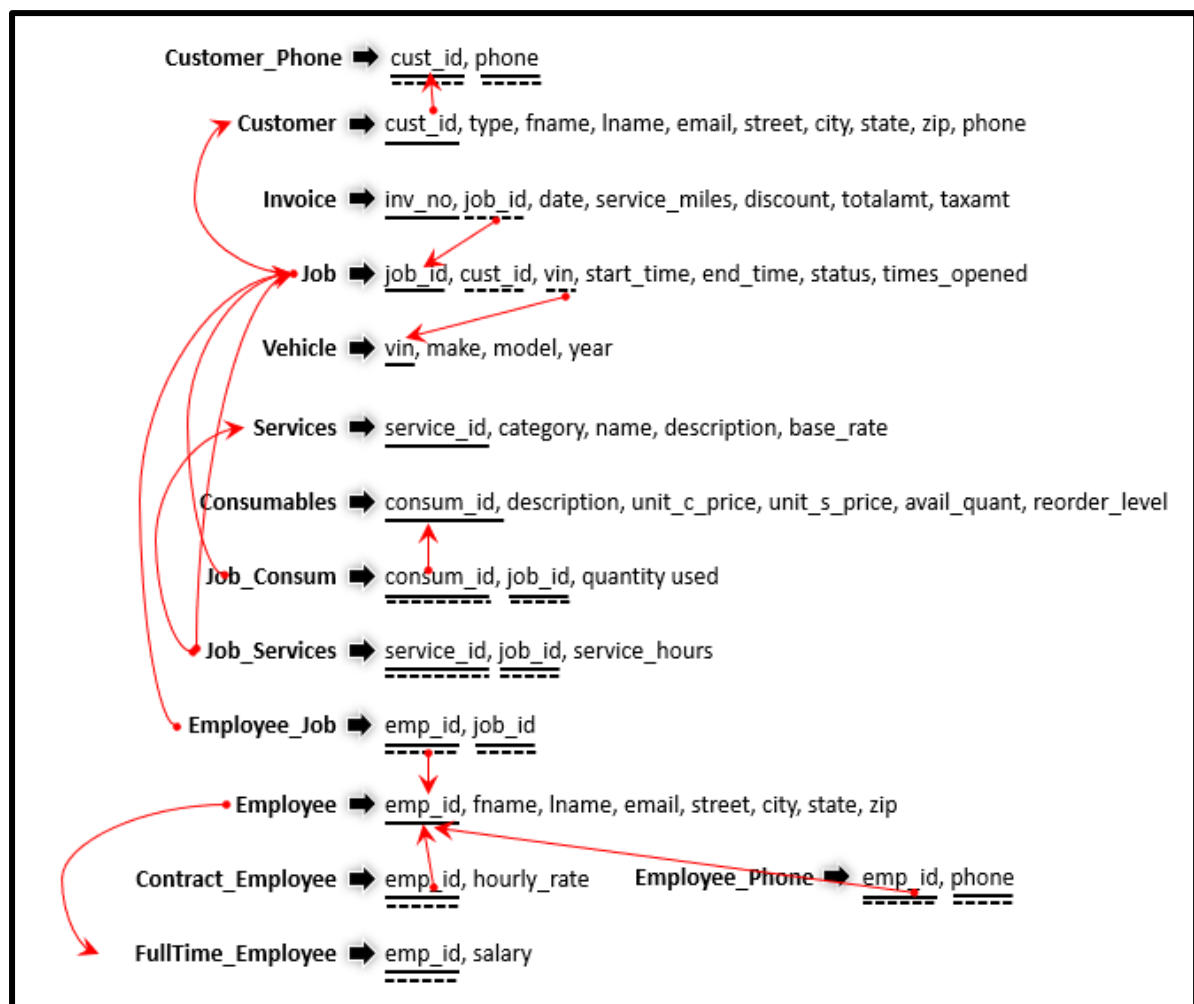 Customer_Phone ➡ cust_id, phone
Customer ➡ cust_id, type, fname, lname, email, street, city, state, zip, phone
Invoice ➡ inv_no, job_id, date, service_miles, discount, totalamt, taxamt
Job ➡ job_id, cust_id, vin, start_time, end_time, status, times_opened
Vehicle ➡ vin, make, model, year
Services ➡ service_id, category, name, description, base_rate
Consumables ➡ consum_id, description, unit_c_price, unit_s_price, avail_quant, reorder_level
Job_Consum ➡ consum_id, job_id, quantity used
Job_Services ➡ service_id, job_id, service_hours
Employee_Job ➡ emp_id, job_id
Employee ➡ emp_id, fname, lname, email, street, city, state, zip
Contract_Employee ➡ emp_id, hourly_rate Employee_Phone ➡ emp_id, phone
FullTime_Employee ➡ emp_id, salary